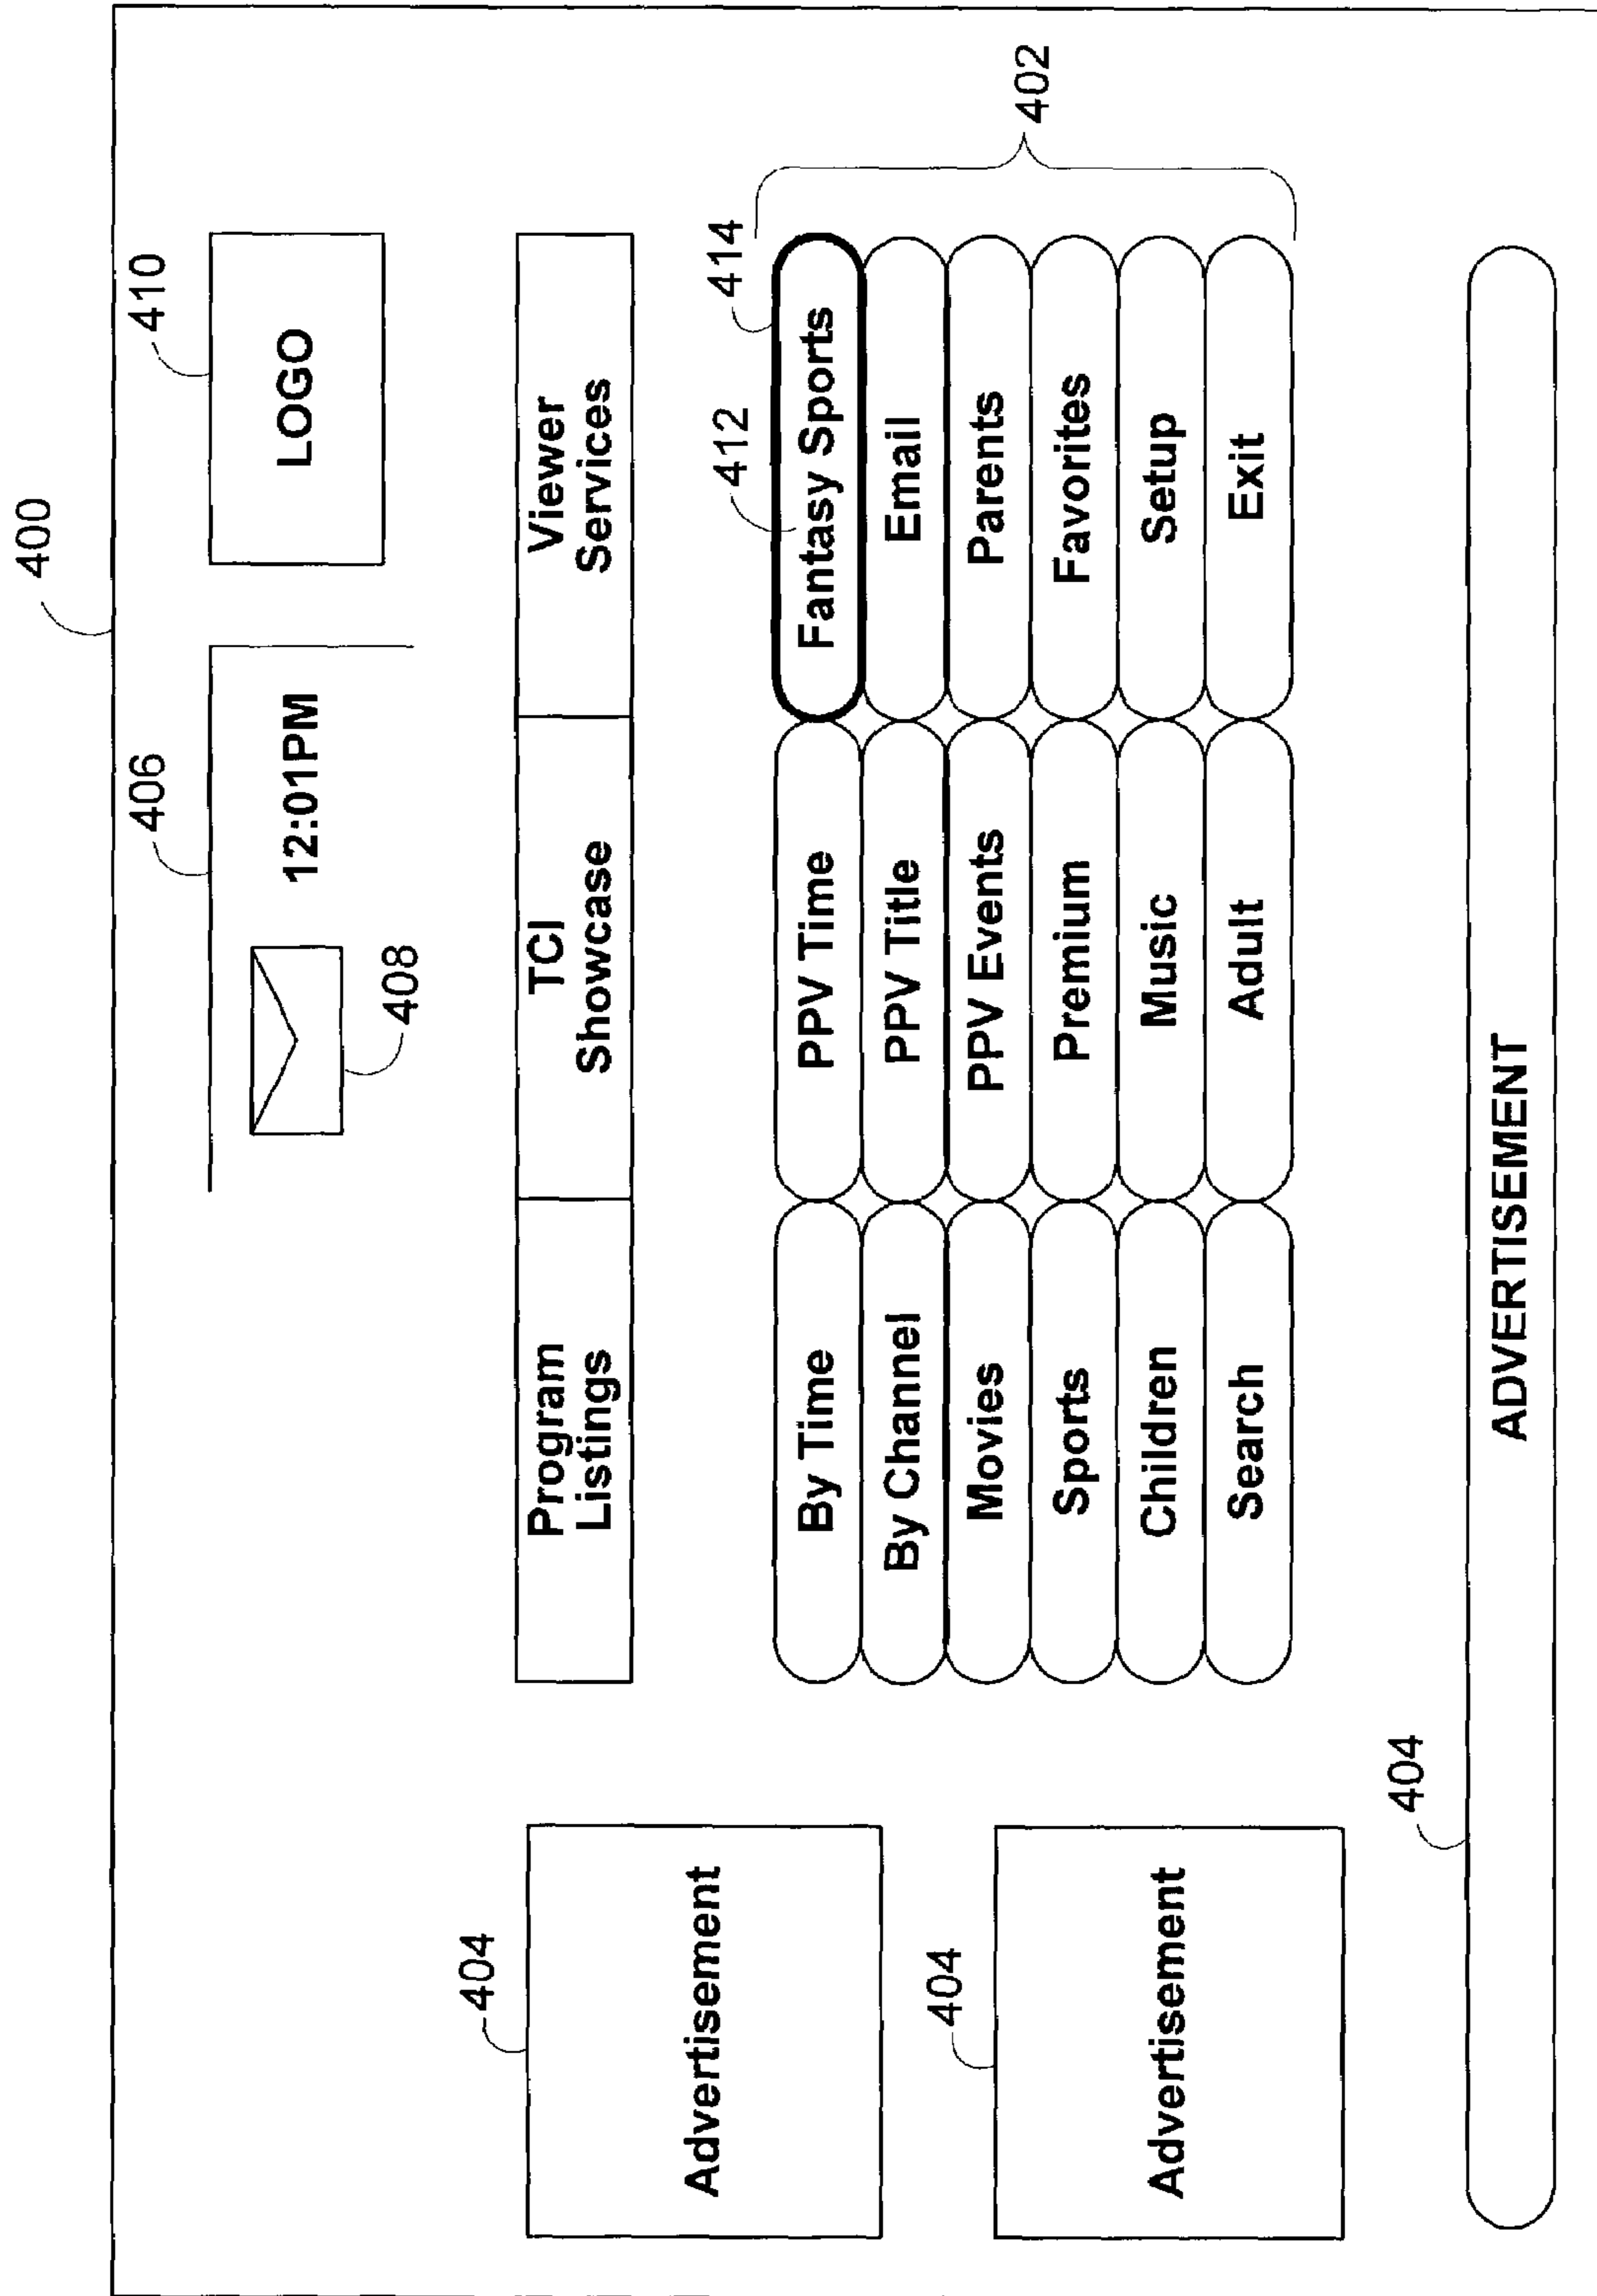 400
406
410
12:01PM
LOGO
408
Program
Listings
TCI
Showcase
Viewer
Services
404
Advertisement
404
Advertisement
412
414
By Time
PPV Time
Fantasy Sports
By Channel
PPV Title
Email
Movies
PPV Events
Parents
Sports
Premium
Favorites
Children
Music
Setup
Search
Adult
Exit
402
404
ADVERTISEMENT